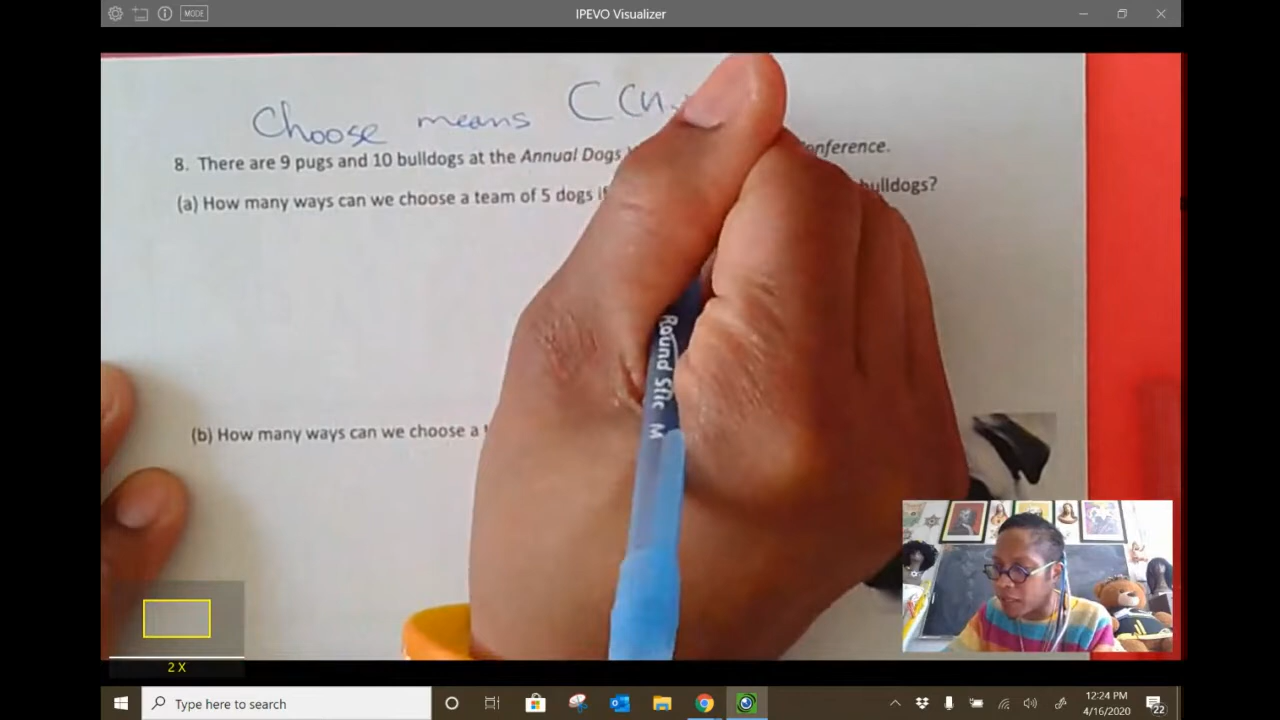 IPEVO Visualizer
MODE
Choose means C(n,
8. There are 9 pugs and 10 bulldogs at the Annual Dogs
onference.
(a) How many ways can we choose a team of 5 dogs
bulldogs?
Round Stic M
(b) How many ways can we choose a
2 X
Type here to search
12:24 PM
4/16/2020
22